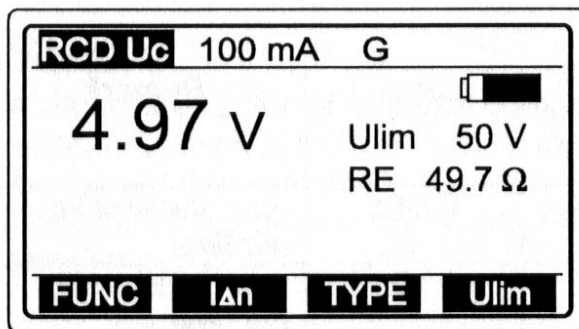 RCD Uc 100 mA G
4.97 V
Ulim 50 V
RE 49.7 Ω
FUNC IΔn TYPE Ulim